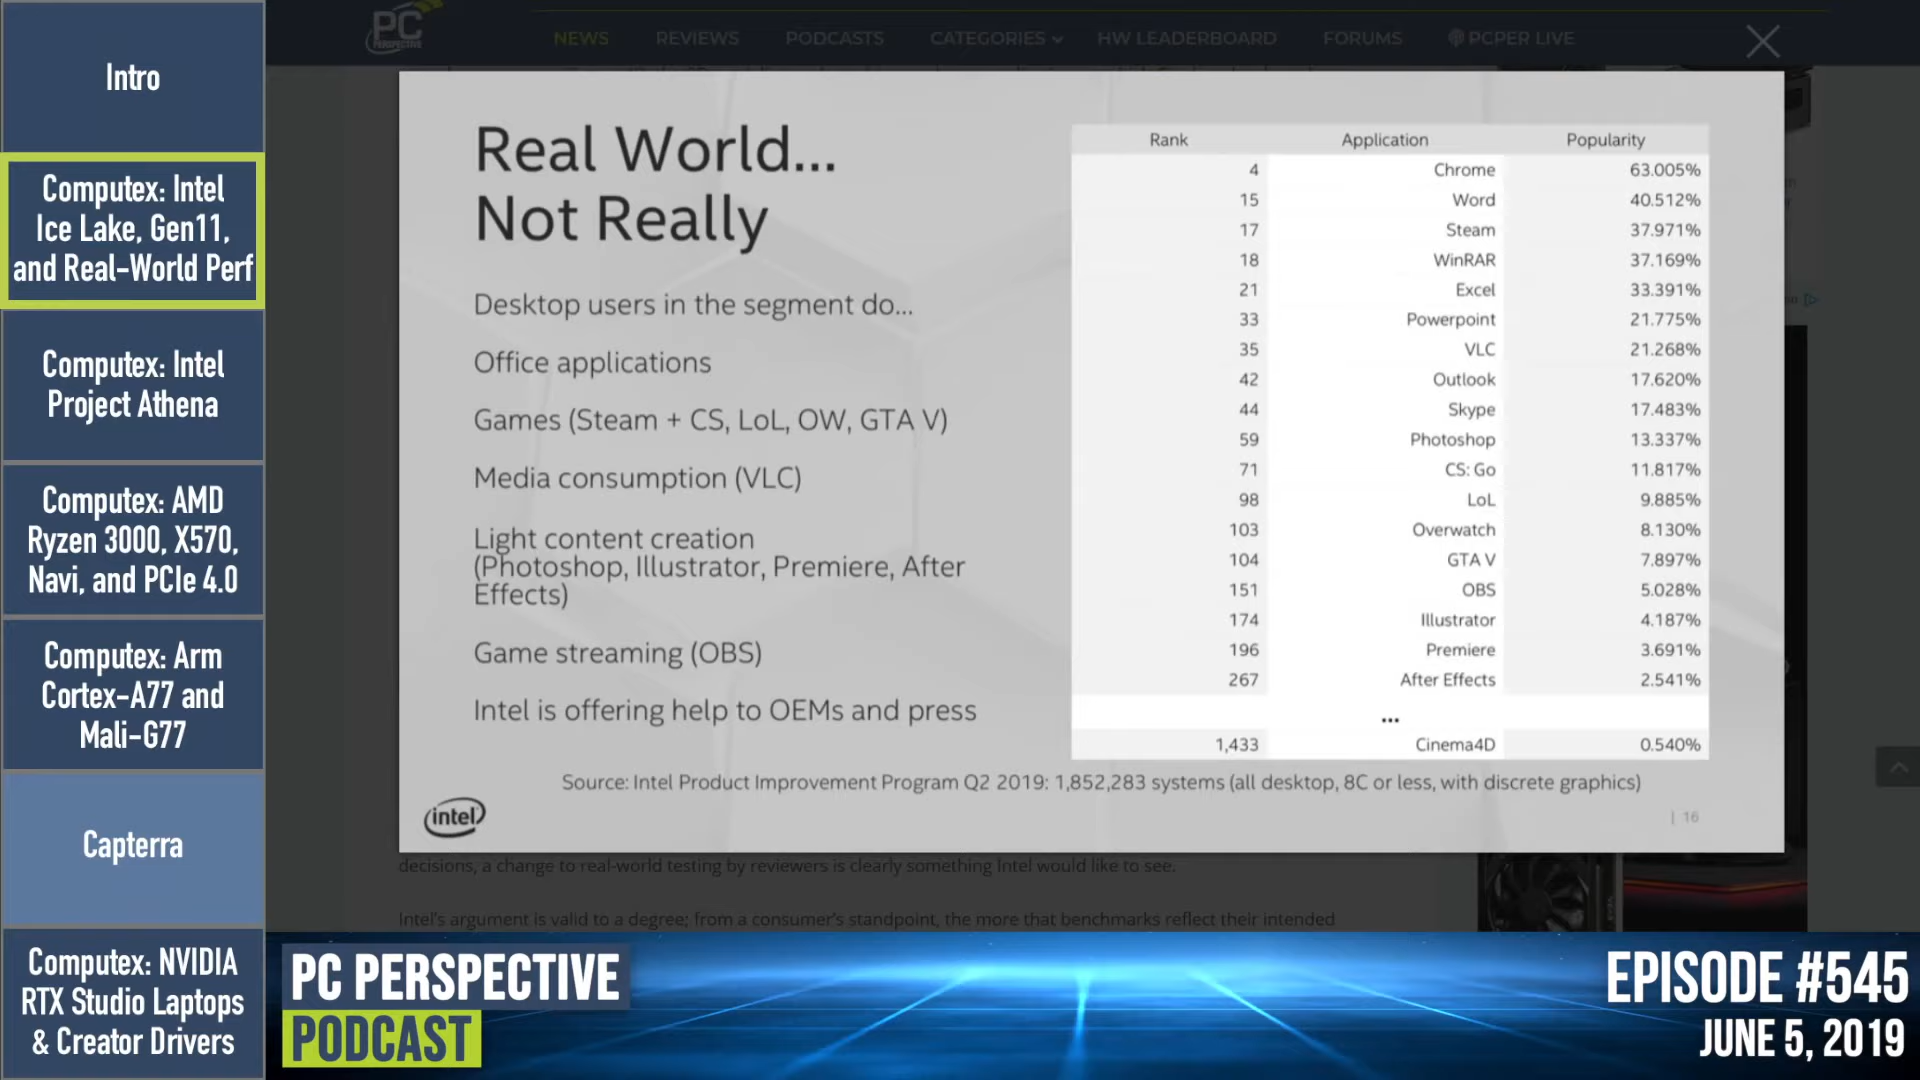 Intro
Computex: Intel
Ice Lake, Gen11,
and Real-World Perf
Computex: Intel
Project Athena
Computex: AMD
Ryzen 3000, X570,
Navi, and PCIe 4.0
Computex: Arm
Cortex-A77 and
Mali-G77
Capterra
Computex: NVIDIA
RTX Studio Laptops
& Creator Drivers
PC PERSPECTIVE
NEWS REVIEWS PODCASTS CATEGORIES HW LEADERBOARD FORUMS PCPER LIVE
Real World...
Not Really
Desktop users in the segment do...
Office applications
Games (Steam + CS, LoL, OW, GTA V)
Media consumption (VLC)
Light content creation
(Photoshop, Illustrator, Premiere, After
Effects)
Game streaming (OBS)
Intel is offering help to OEMs and press
Rank Application Popularity
4 Chrome 63.005%
15 Word 40.512%
17 Steam 37.971%
18 WinRAR 37.169%
21 Excel 33.391%
33 Powerpoint 21.775%
35 VLC 21.268%
42 Outlook 17.620%
44 Skype 17.483%
59 Photoshop 13.337%
71 CS: Go 11.817%
98 LoL 9.885%
103 Overwatch 8.130%
104 GTA V 7.897%
151 OBS 5.028%
174 Illustrator 4.187%
196 Premiere 3.691%
267 After Effects 2.541%
...
1,433 Cinema4D 0.540%
Source: Intel Product Improvement Program Q2 2019: 1,852,283 systems (all desktop, 8C or less, with discrete graphics)
intel
| 16
decisions, a change to real-world testing by reviewers is clearly something Intel would like to see.
Intel's argument is valid to a degree; from a consumer's standpoint, the more that benchmarks reflect their intended
PC PERSPECTIVE
PODCAST
EPISODE #545
JUNE 5, 2019